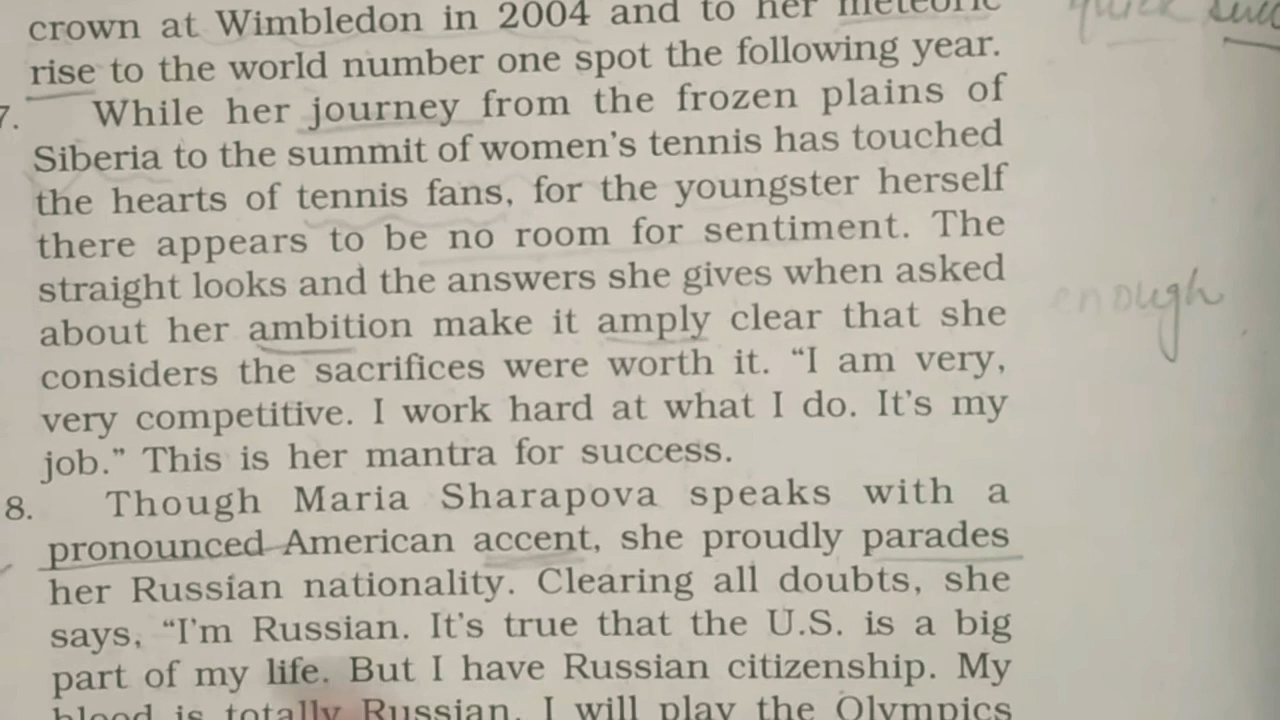 crown at Wimbledon in 2004 and to her meteoric quick
rise to the world number one spot the following year.
7. While her journey from the frozen plains of
Siberia to the summit of women's tennis has touched
the hearts of tennis fans, for the youngster herself
there appears to be no room for sentiment. The
straight looks and the answers she gives when asked
about her ambition make it amply clear that she enough
considers the sacrifices were worth it. “I am very,
very competitive. I work hard at what I do. It's my
job.” This is her mantra for success.
8. Though Maria Sharapova speaks with a
pronounced American accent, she proudly parades
her Russian nationality. Clearing all doubts, she
says, “I'm Russian. It's true that the U.S. is a big
part of my life. But I have Russian citizenship. My
blood is totally Russian. I will play the Olympics